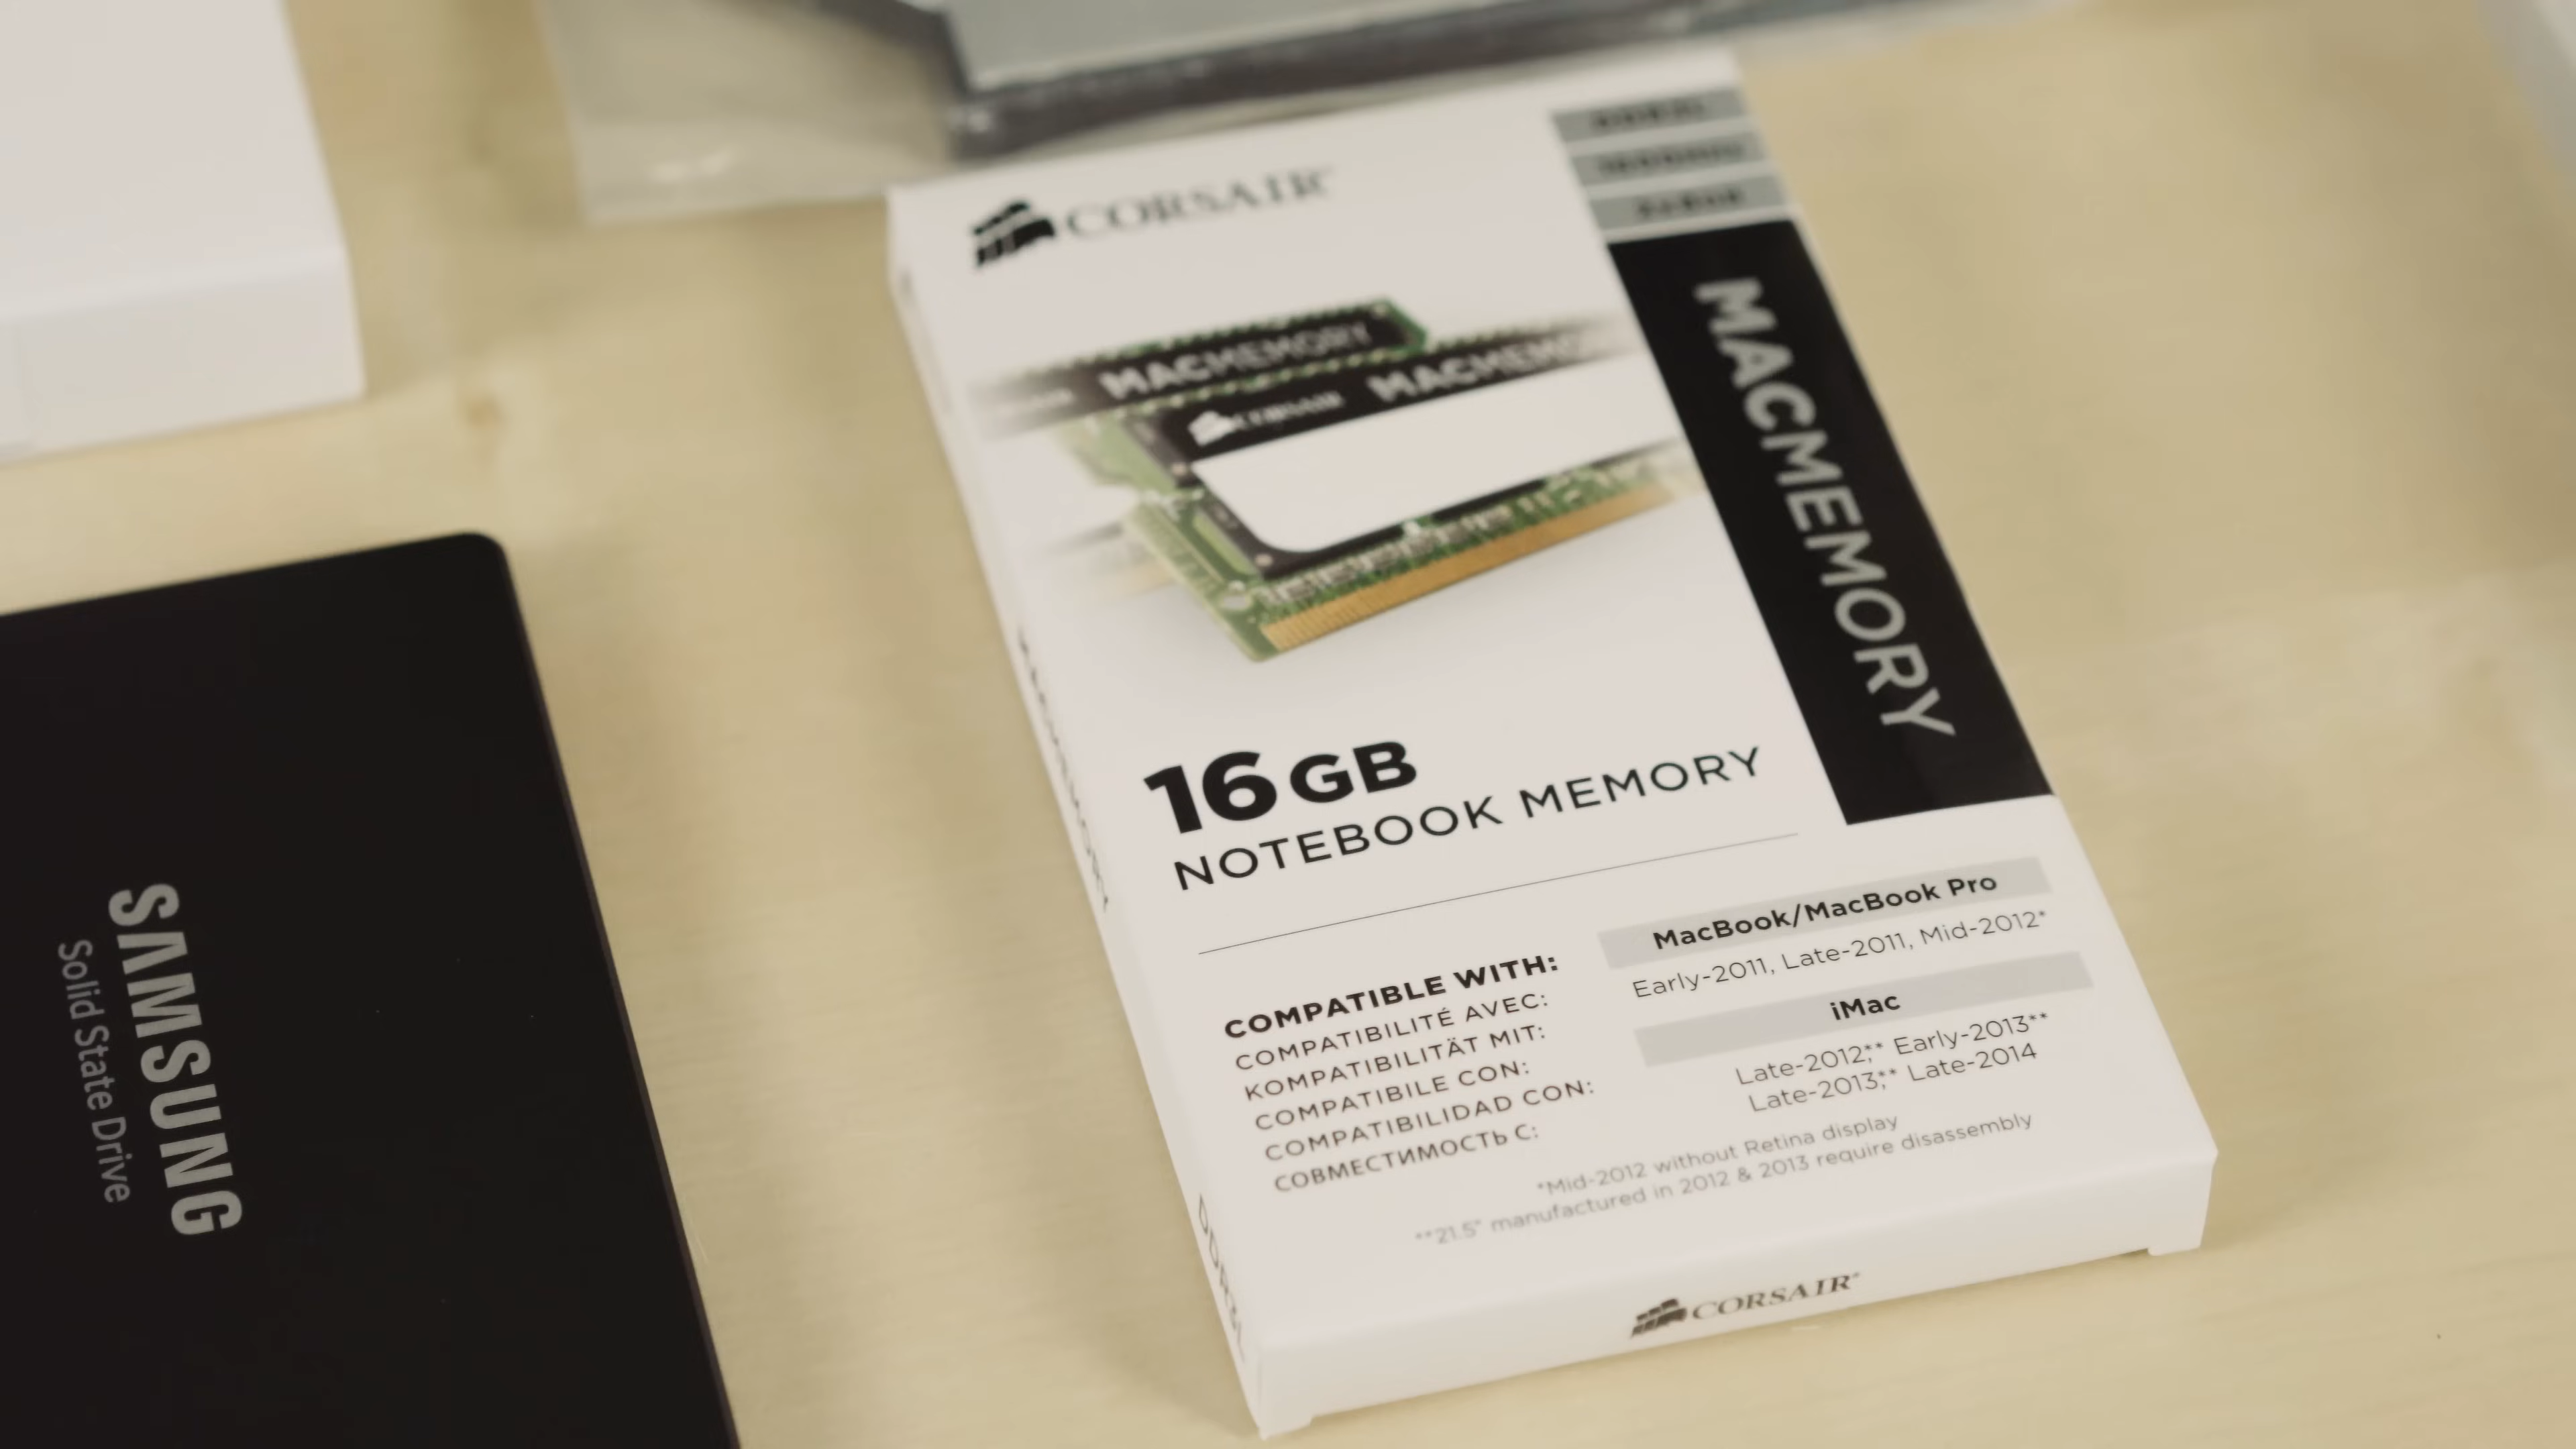 CORSAIR
MACMEMORY
MACMEMO
CORSAIR
MACMEMORY
16GB
NOTEBOOK MEMORY
COMPATIBLE WITH:
COMPATIBILITÉ AVEC:
KOMPATIBILITÄT MIT:
COMPATIBILE CON:
COMPATIBILIDAD CON:
СОВМЕСТИМОСТЬ С:
MacBook/MacBook Pro
Early-2011, Late-2011, Mid-2012*
iMac
Late-2012;** Early-2013**
Late-2013;** Late-2014
*Mid-2012 without Retina display
**21.5" manufactured in 2012 & 2013 require disassembly
CORSAIR
MACMEMORY
SAMSUNG
Solid State Drive